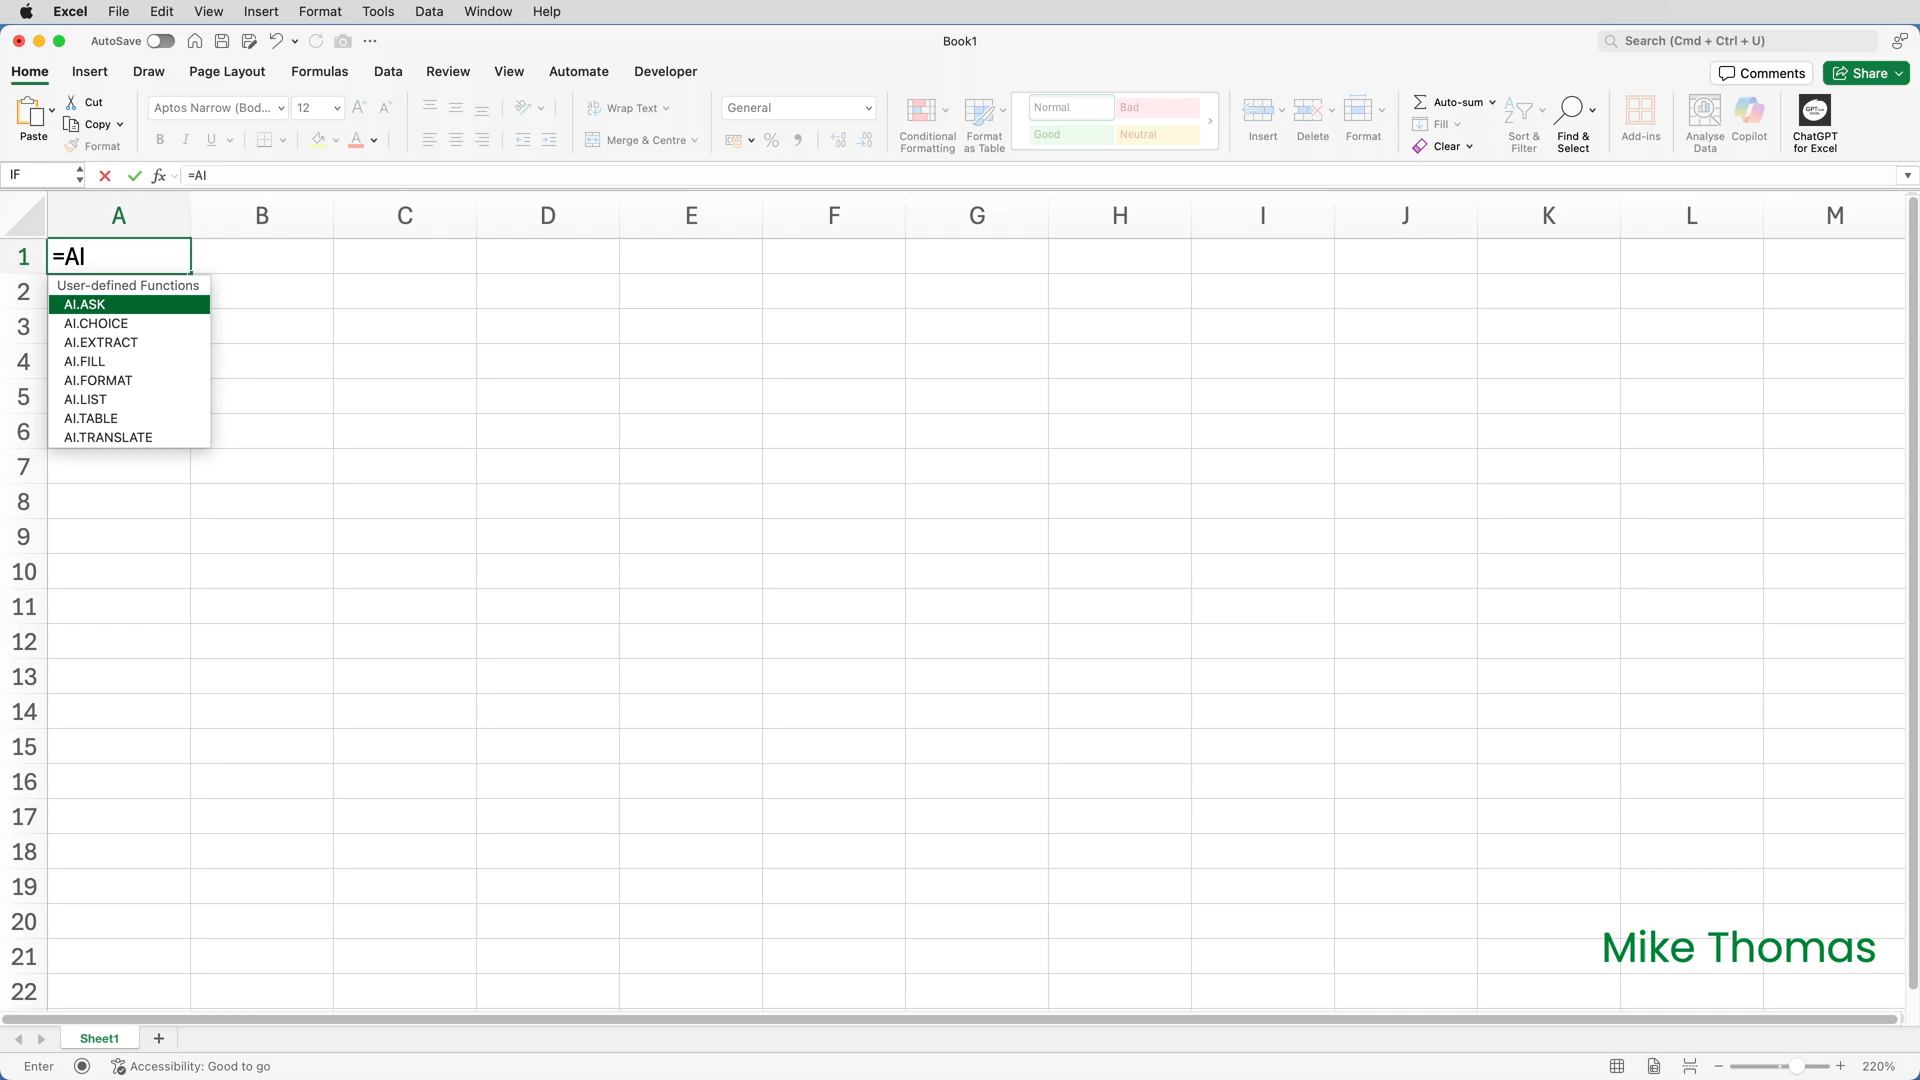 Excel File Edit View Insert Format Tools Data Window Help
AutoSave Book1 Search (Cmd + Ctrl + U)
Home Insert Draw Page Layout Formulas Data Review View Automate Developer Comments Share
Paste Cut Copy Format
Aptos Narrow (Bod... 12
B I U A
Wrap Text
Merge & Centre
General
%
Conditional Formatting
Format as Table
Normal Bad
Good Neutral
Insert Delete Format
Auto-sum
Fill
Clear
Sort & Filter
Find & Select
Add-ins
Analyse Data
Copilot
ChatGPT for Excel
IF fx =AI
A B C D E F G H I J K L M
1 =AI
User-defined Functions
AI.ASK
AI.CHOICE
AI.EXTRACT
AI.FILL
AI.FORMAT
AI.LIST
AI.TABLE
AI.TRANSLATE
2
3
4
5
6
7
8
9
10
11
12
13
14
15
16
17
18
19
20
21
22
Mike Thomas
Sheet1 +
Enter Accessibility: Good to go 220%